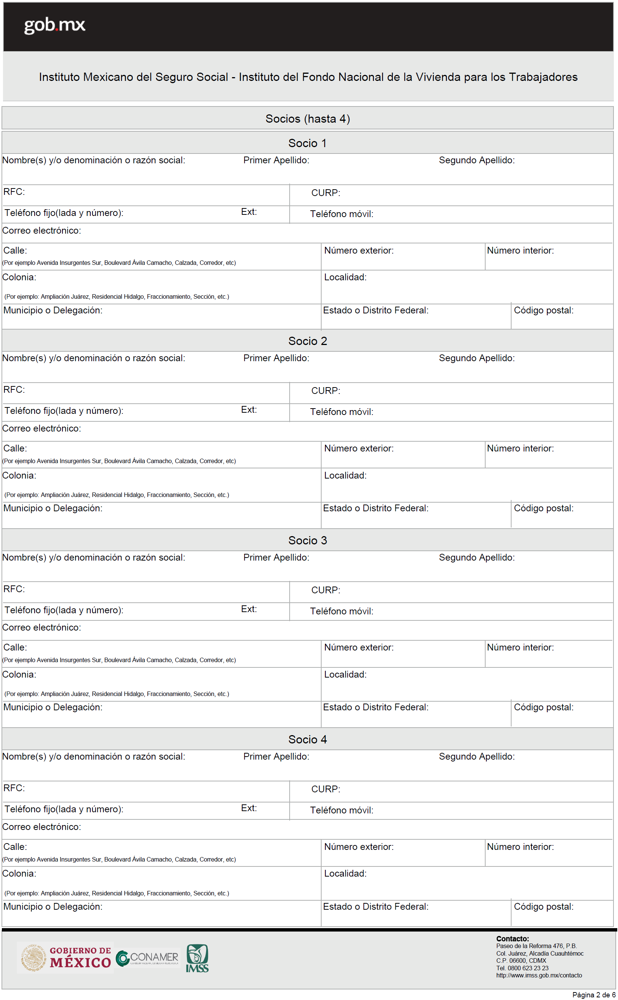 gob.mx
Instituto Mexicano del Seguro Social - Instituto del Fondo Nacional de la Vivienda para los Trabajadores
Socios (hasta 4)
Socio 1
Nombre(s) y/o denominación o razón social: Primer Apellido: Segundo Apellido:
RFC: CURP:
Teléfono fijo(lada y número): Ext: Teléfono móvil:
Correo electrónico:
Calle: Número exterior: Número interior:
(Por ejemplo Avenida Insurgentes Sur, Boulevard Ávila Camacho, Calzada, Corredor, etc)
Colonia: Localidad:
(Por ejemplo: Ampliación Juárez, Residencial Hidalgo, Fraccionamiento, Sección, etc.)
Municipio o Delegación: Estado o Distrito Federal: Código postal:
Socio 2
Nombre(s) y/o denominación o razón social: Primer Apellido: Segundo Apellido:
RFC: CURP:
Teléfono fijo(lada y número): Ext: Teléfono móvil:
Correo electrónico:
Calle: Número exterior: Número interior:
(Por ejemplo Avenida Insurgentes Sur, Boulevard Ávila Camacho, Calzada, Corredor, etc)
Colonia: Localidad:
(Por ejemplo: Ampliación Juárez, Residencial Hidalgo, Fraccionamiento, Sección, etc.)
Municipio o Delegación: Estado o Distrito Federal: Código postal:
Socio 3
Nombre(s) y/o denominación o razón social: Primer Apellido: Segundo Apellido:
RFC: CURP:
Teléfono fijo(lada y número): Ext: Teléfono móvil:
Correo electrónico:
Calle: Número exterior: Número interior:
(Por ejemplo Avenida Insurgentes Sur, Boulevard Ávila Camacho, Calzada, Corredor, etc)
Colonia: Localidad:
(Por ejemplo: Ampliación Juárez, Residencial Hidalgo, Fraccionamiento, Sección, etc.)
Municipio o Delegación: Estado o Distrito Federal: Código postal:
Socio 4
Nombre(s) y/o denominación o razón social: Primer Apellido: Segundo Apellido:
RFC: CURP:
Teléfono fijo(lada y número): Ext: Teléfono móvil:
Correo electrónico:
Calle: Número exterior: Número interior:
(Por ejemplo Avenida Insurgentes Sur, Boulevard Ávila Camacho, Calzada, Corredor, etc)
Colonia: Localidad:
(Por ejemplo: Ampliación Juárez, Residencial Hidalgo, Fraccionamiento, Sección, etc.)
Municipio o Delegación: Estado o Distrito Federal: Código postal:
GOBIERNO DE
MÉXICO
CONAMER
IMSS
Contacto:
Paseo de la Reforma 476, P.B.
Col. Juárez, Alcadía Cuauhtémoc
C.P. 06600, CDMX
Tel. 0800 623 23 23
http://www.imss.gob.mx/contacto
Página 2 de 6